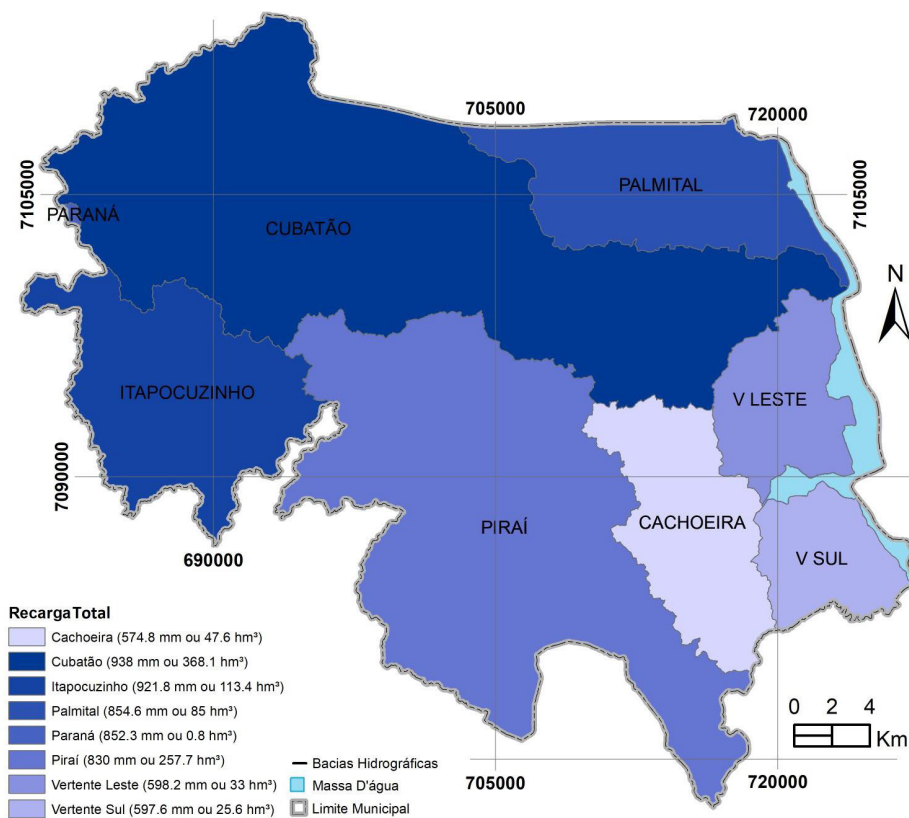 705000
720000
7105000
7105000
PALMITAL
PARANÁ
CUBATÃO
N
ITAPOCUZINHO
V LESTE
7090000
7090000
PIRAÍ
CACHOEIRA
690000
V SUL
RecargaTotal
Cachoeira (574.8 mm ou 47.6 hm³)
Cubatão (938 mm ou 368.1 hm³)
Itapocuzinho (921.8 mm ou 113.4 hm³)
Palmital (854.6 mm ou 85 hm³)
Paraná (852.3 mm ou 0.8 hm³)
Piraí (830 mm ou 257.7 hm³)
Vertente Leste (598.2 mm ou 33 hm³)
Vertente Sul (597.6 mm ou 25.6 hm³)
Bacias Hidrográficas
Massa D'água
Limite Municipal
0 2 4
Km
705000
720000